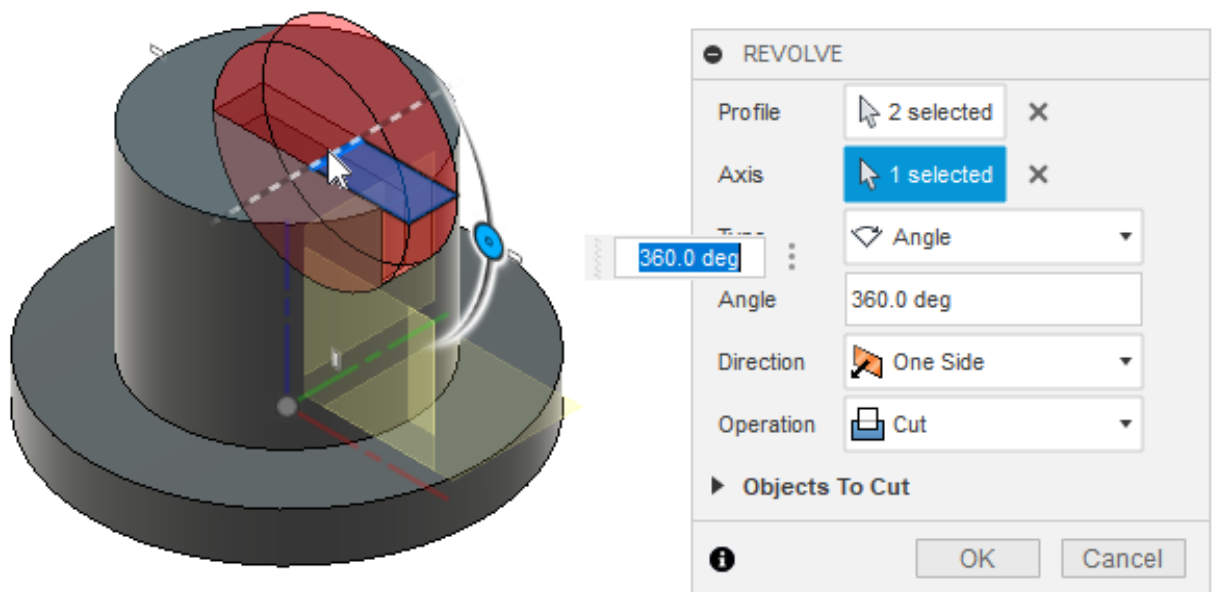 REVOLVE
Profile
2 selected
Axis
1 selected
Angle
360.0 deg
Angle
360.0 deg
Direction
One Side
Operation
Cut
Objects To Cut
OK
Cancel